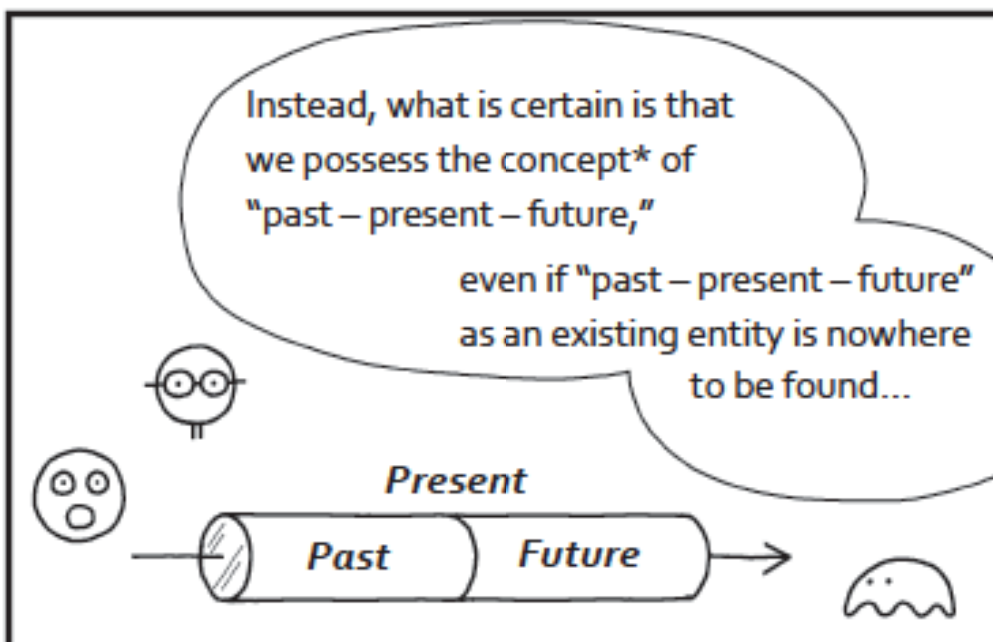 Instead, what is certain is that
we possess the concept* of
“past – present – future,”
even if “past – present – future”
as an existing entity is nowhere
to be found...
Present
Past
Future